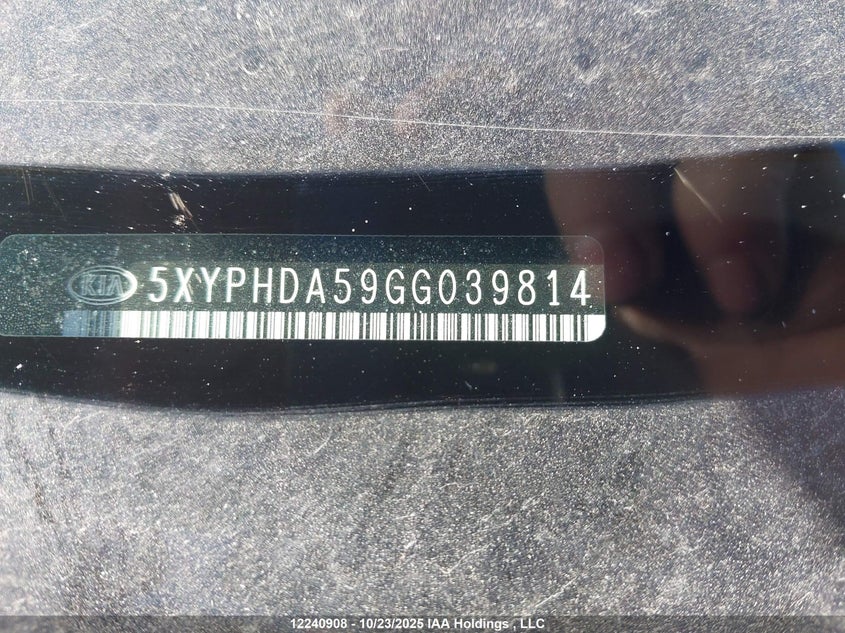 KIA 5XYPHDA59GG039814
12240908 - 10/23/2025 IAA Holdings , LLC